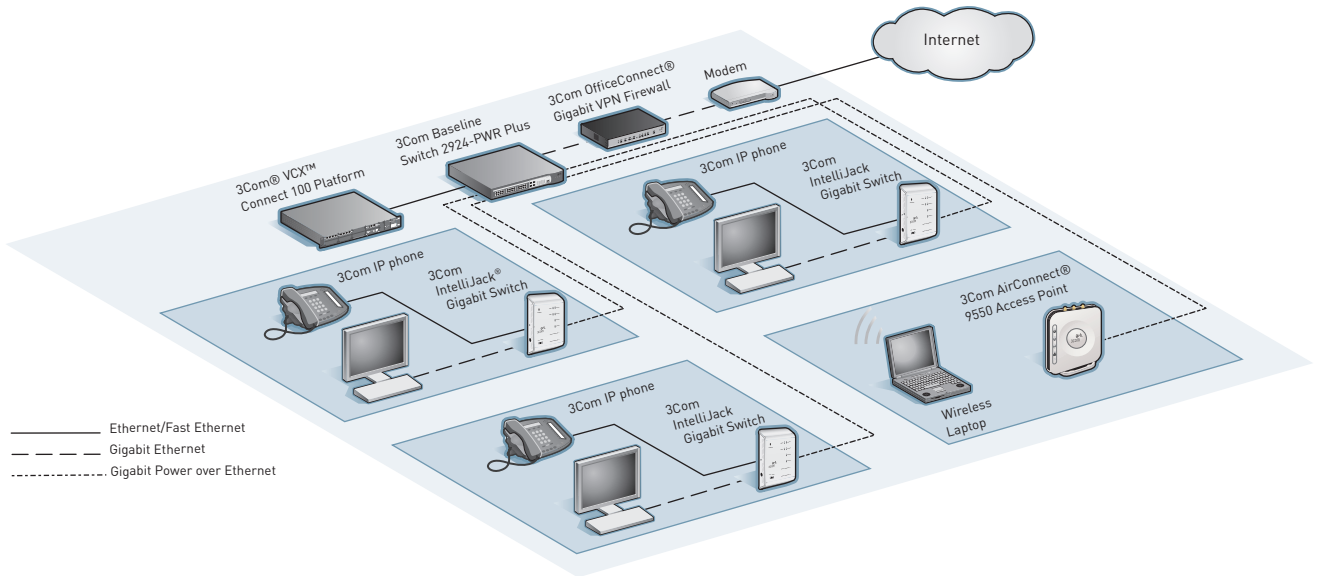 Internet
Modem
3Com OfficeConnect®
Gigabit VPN Firewall
3Com Baseline
Switch 2924-PWR Plus
3Com® VCX™
Connect 100 Platform
3Com IP phone
3Com
IntelliJack
Gigabit Switch
3Com IP phone
3Com
IntelliJack®
Gigabit Switch
3Com AirConnect®
9550 Access Point
Wireless
Laptop
3Com IP phone
3Com
IntelliJack
Gigabit Switch
Ethernet/Fast Ethernet
Gigabit Ethernet
Gigabit Power over Ethernet